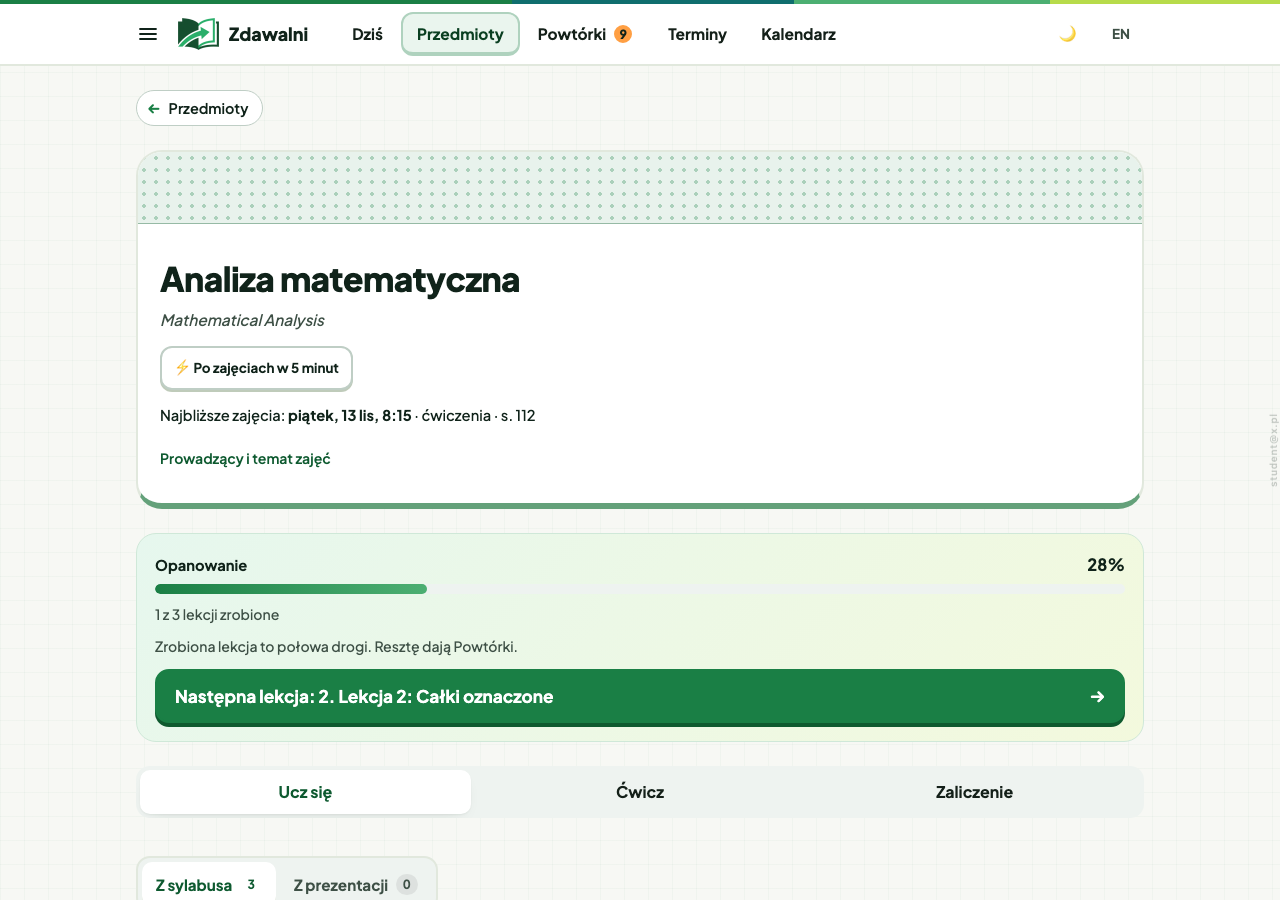 Zdawalni
Dziś
Przedmioty
Powtórki 9
Terminy
Kalendarz
EN
← Przedmioty
Analiza matematyczna
Mathematical Analysis
⚡ Po zajęciach w 5 minut
Najbliższe zajęcia: piątek, 13 lis, 8:15 · ćwiczenia · s. 112
Prowadzący i temat zajęć
student@x.pl
Opanowanie 28%
1 z 3 lekcji zrobione
Zrobiona lekcja to połowa drogi. Resztę dają Powtórki.
Następna lekcja: 2. Lekcja 2: Całki oznaczone →
Ucz się
Ćwicz
Zaliczenie
Z sylabusa 3
Z prezentacji 0